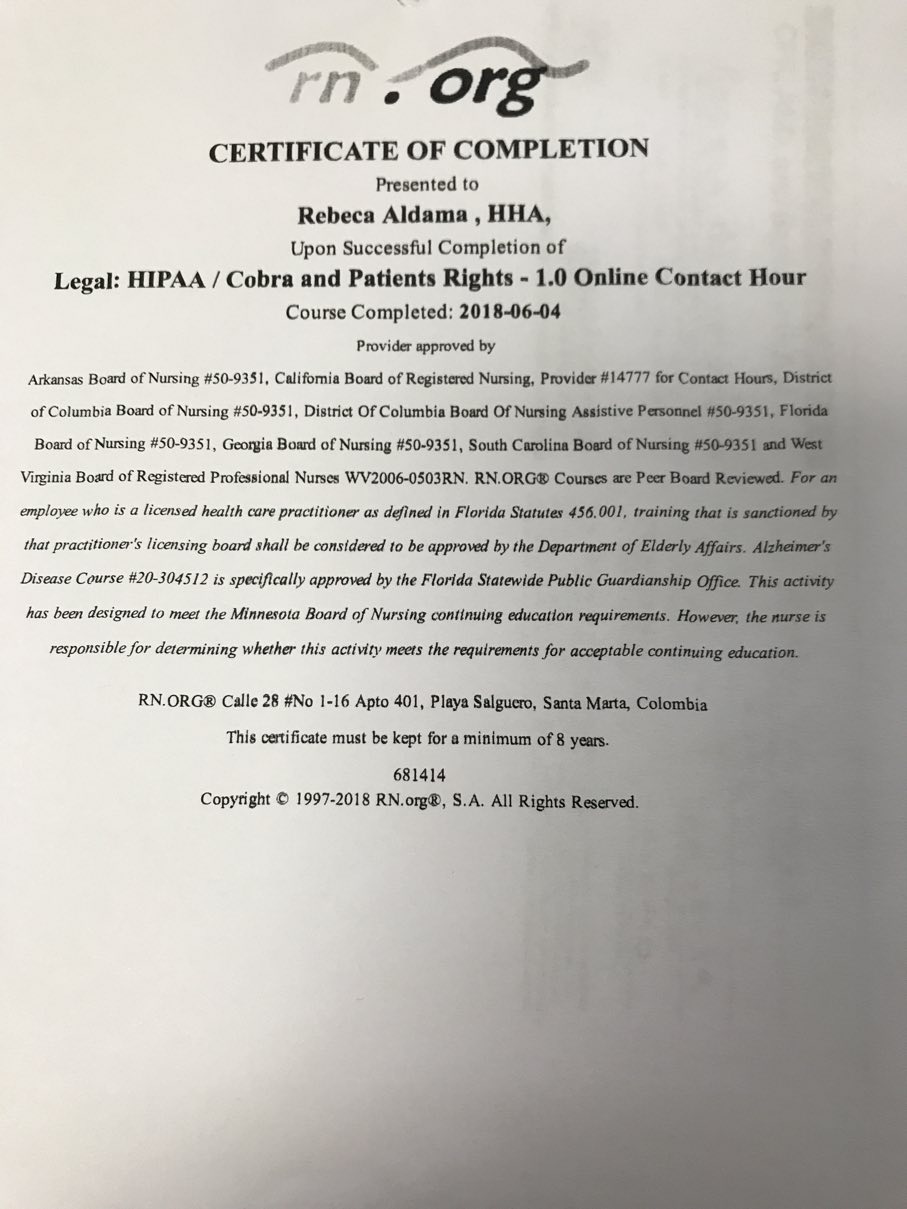 rn.org
CERTIFICATE OF COMPLETION
Presented to
Rebeca Aldama , HHA,
Upon Successful Completion of
Legal: HIPAA / Cobra and Patients Rights - 1.0 Online Contact Hour
Course Completed: 2018-06-04
Provider approved by
Arkansas Board of Nursing #50-9351, California Board of Registered Nursing, Provider #14777 for Contact Hours, District
of Columbia Board of Nursing #50-9351, District Of Columbia Board Of Nursing Assistive Personnel #50-9351, Florida
Board of Nursing #50-9351, Georgia Board of Nursing #50-9351, South Carolina Board of Nursing #50-9351 and West
Virginia Board of Registered Professional Nurses WV2006-0503RN. RN.ORG® Courses are Peer Board Reviewed. For an
employee who is a licensed health care practitioner as defined in Florida Statutes 456.001, training that is sanctioned by
that practitioner's licensing board shall be considered to be approved by the Department of Elderly Affairs. Alzheimer's
Disease Course #20-304512 is specifically approved by the Florida Statewide Public Guardianship Office. This activity
has been designed to meet the Minnesota Board of Nursing continuing education requirements. However, the nurse is
responsible for determining whether this activity meets the requirements for acceptable continuing education.
RN.ORG® Calle 28 #No 1-16 Apto 401, Playa Salguero, Santa Marta, Colombia
This certificate must be kept for a minimum of 8 years.
681414
Copyright © 1997-2018 RN.org®, S.A. All Rights Reserved.